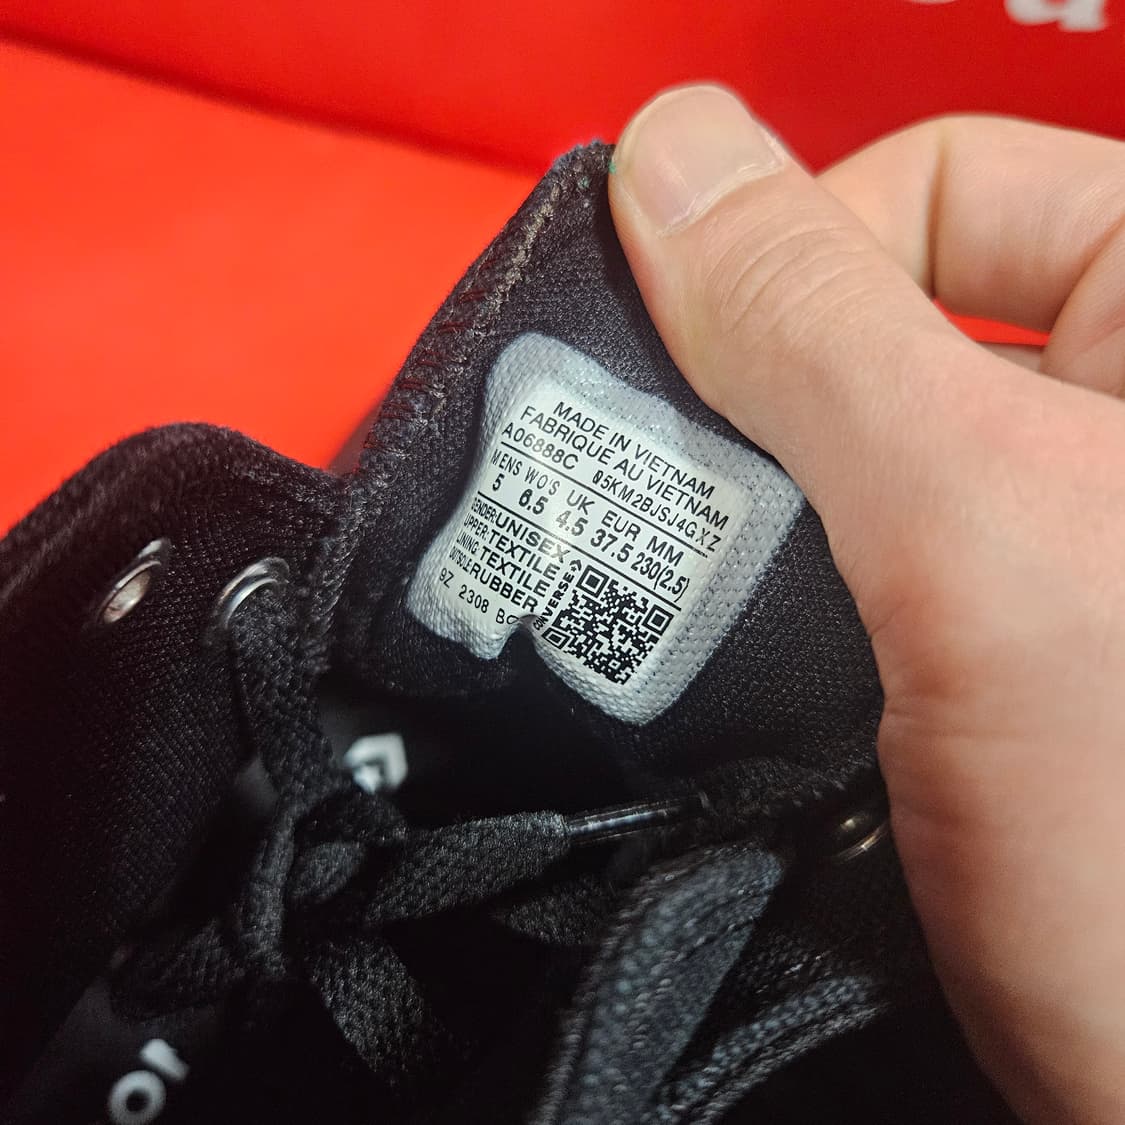 MADE IN VIETNAM
FABRIQUE AU VIETNAM
A06888C 05KM2BJSJ4GXZ
MENS WO'S UK EUR MM
5 6.5 4.5 37.5 230(2.5)
GENDER:UNISEX
UPPER:TEXTILE
LINING:TEXTILE
OUTSOLE:RUBBER
9Z 2308
CONVERSE